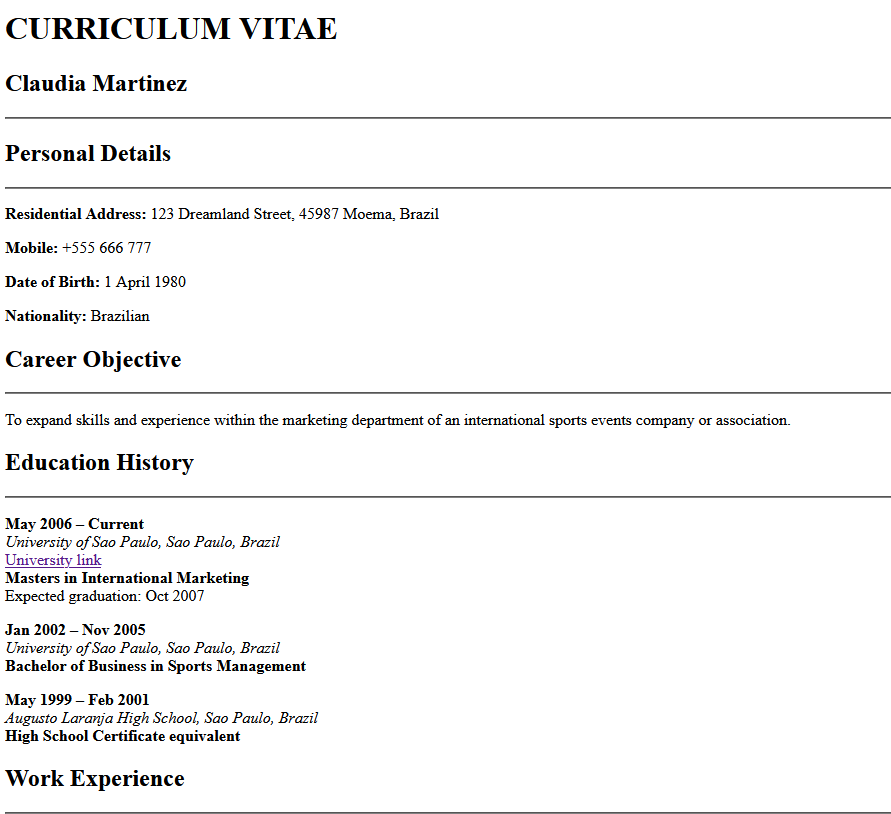 CURRICULUM VITAE
Claudia Martinez
Personal Details
Residential Address: 123 Dreamland Street, 45987 Moema, Brazil
Mobile: +555 666 777
Date of Birth: 1 April 1980
Nationality: Brazilian
Career Objective
To expand skills and experience within the marketing department of an international sports events company or association.
Education History
May 2006 – Current
University of Sao Paulo, Sao Paulo, Brazil
University link
Masters in International Marketing
Expected graduation: Oct 2007
Jan 2002 – Nov 2005
University of Sao Paulo, Sao Paulo, Brazil
Bachelor of Business in Sports Management
May 1999 – Feb 2001
Augusto Laranja High School, Sao Paulo, Brazil
High School Certificate equivalent
Work Experience